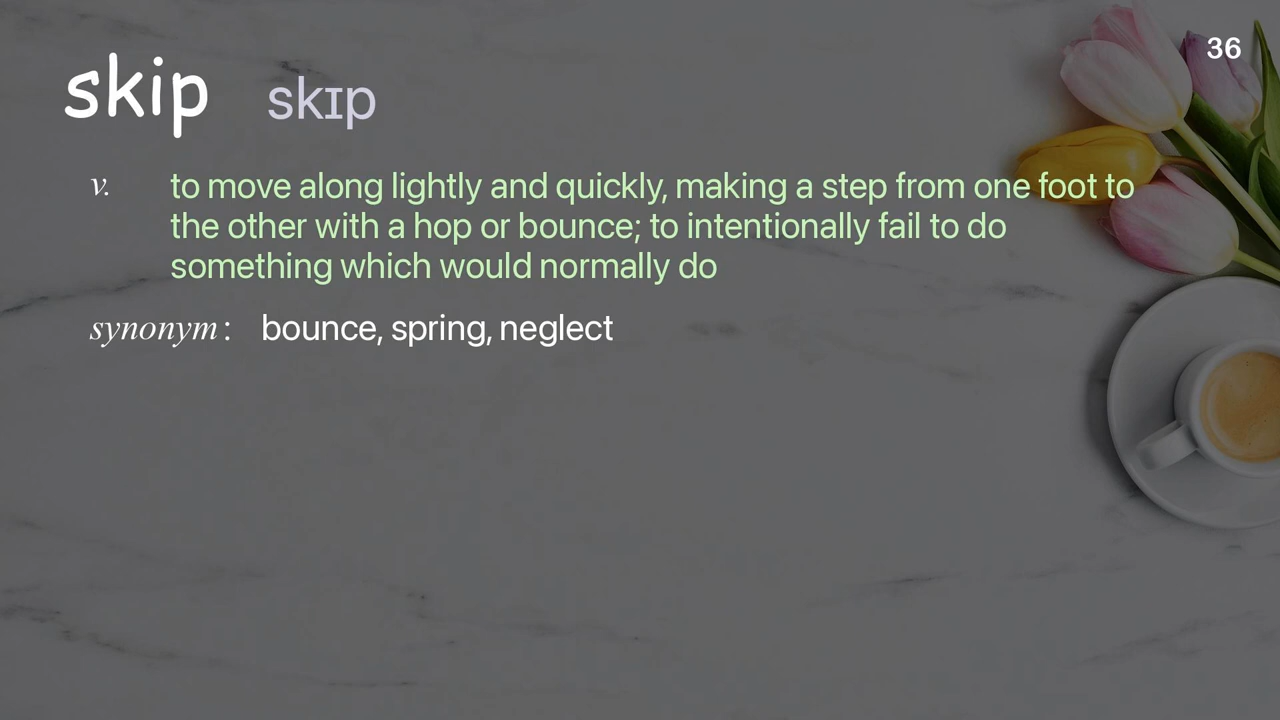 36
skip skɪp
v. to move along lightly and quickly, making a step from one foot to
the other with a hop or bounce; to intentionally fail to do
something which would normally do
synonym: bounce, spring, neglect